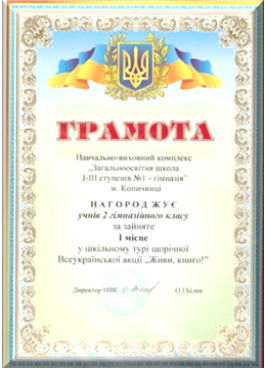 ГРАМОТА
Навчально-виховний комплекс
„Загальноосвітня школа
І-ІІІ ступенів №1 - гімназія”
м. Копичинці
НАГОРОДЖУЄ
учнів 2 гімназійного класу
за зайняте
І місце
у шкільному турі щорічної
Всеукраїнської акції „Живи, книго!”
Директор НВК
О.І.Білик